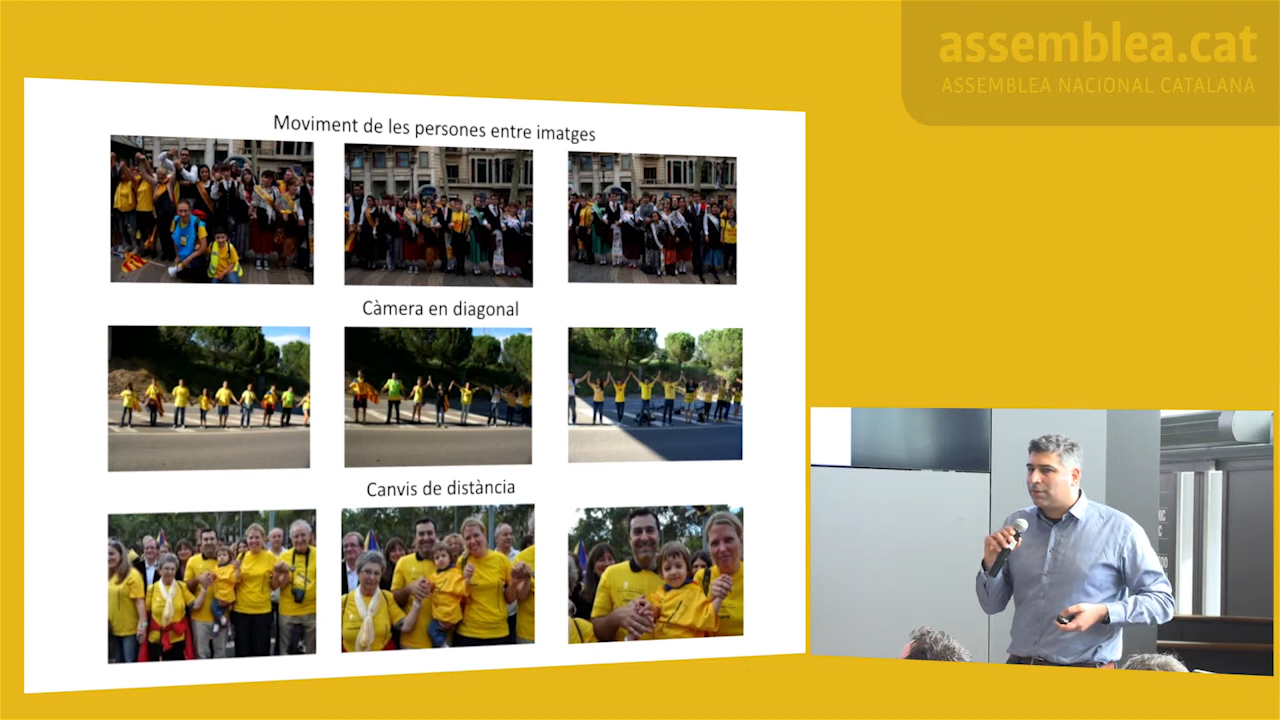 assemblea.cat
ASSEMBLEA NACIONAL CATALANA
Moviment de les persones entre imatges
Càmera en diagonal
Canvis de distància